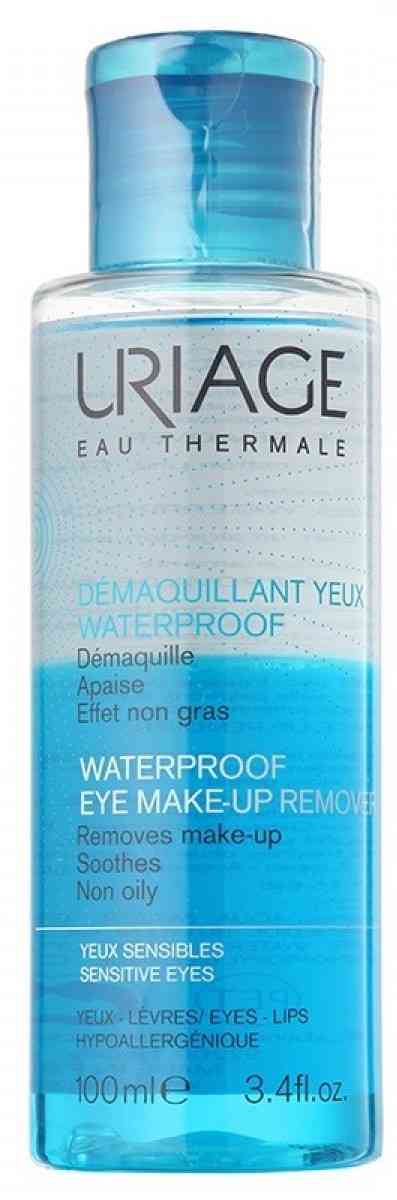 URIAGE
EAU THERMALE
DÉMAQUILLANT YEUX
WATERPROOF
Démaquille
Apaise
Effet non gras
WATERPROOF
EYE MAKE-UP REMOVER
Removes make-up
Soothes
Non oily
YEUX SENSIBLES
SENSITIVE EYES
YEUX - LÈVRES/ EYES - LIPS
HYPOALLERGÉNIQUE
100ml℮ 3.4fl.oz.